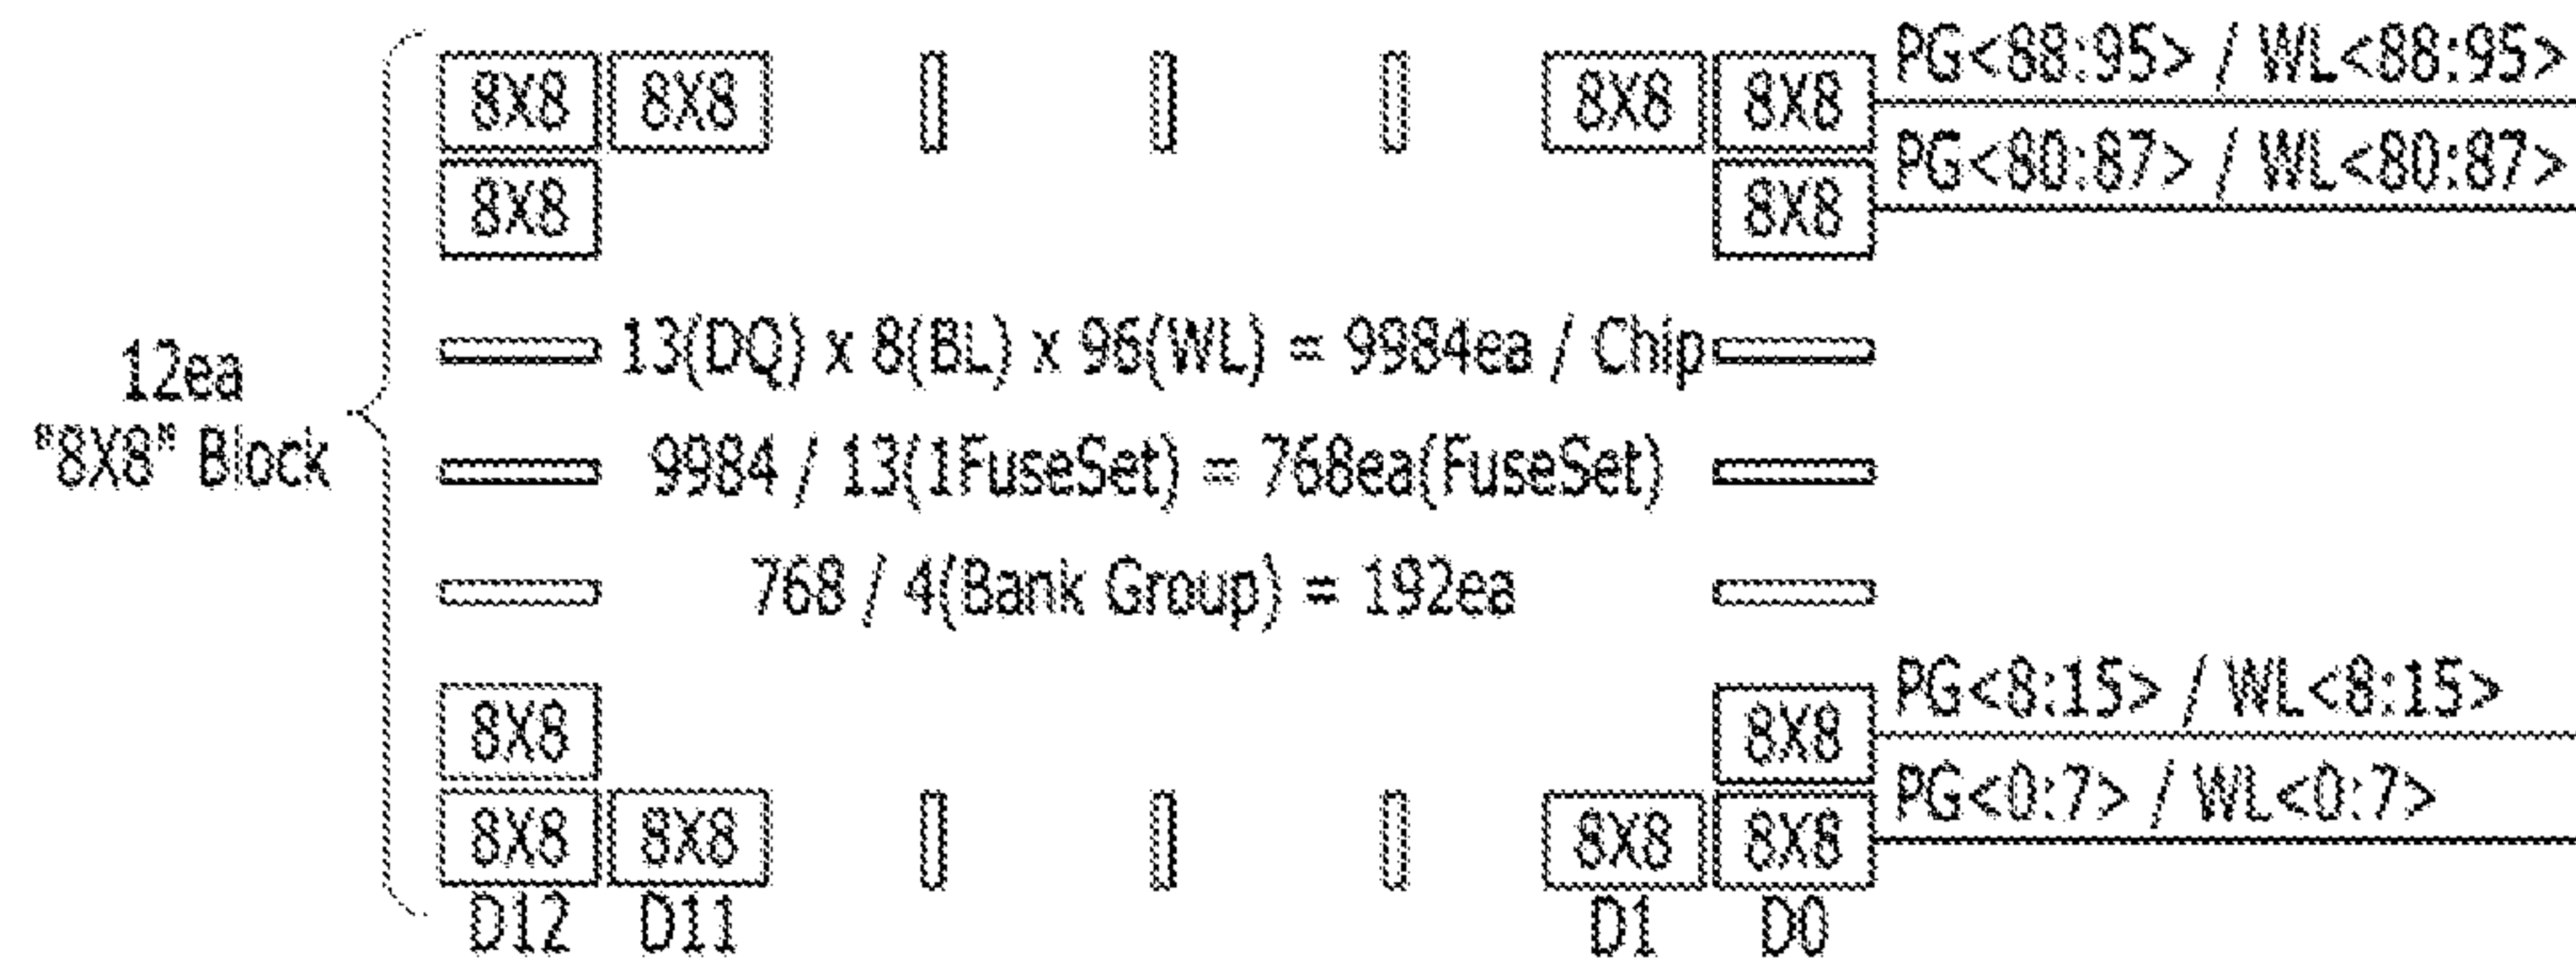 8X8 8X8 8X8 8X8 PG<88:95> / WL<88:95>
8X8 8X8 PG<80:87> / WL<80:87>
13(DQ) x 8(BL) x 96(WL) = 9984ea / Chip
12ea
"8X8" Block
9984 / 13(1FuseSet) = 768ea(FuseSet)
768 / 4(Bank Group) = 192ea
8X8 8X8 PG<8:15> / WL<8:15>
8X8 8X8 8X8 8X8 PG<0:7> / WL<0:7>
D12 D11 D1 D0